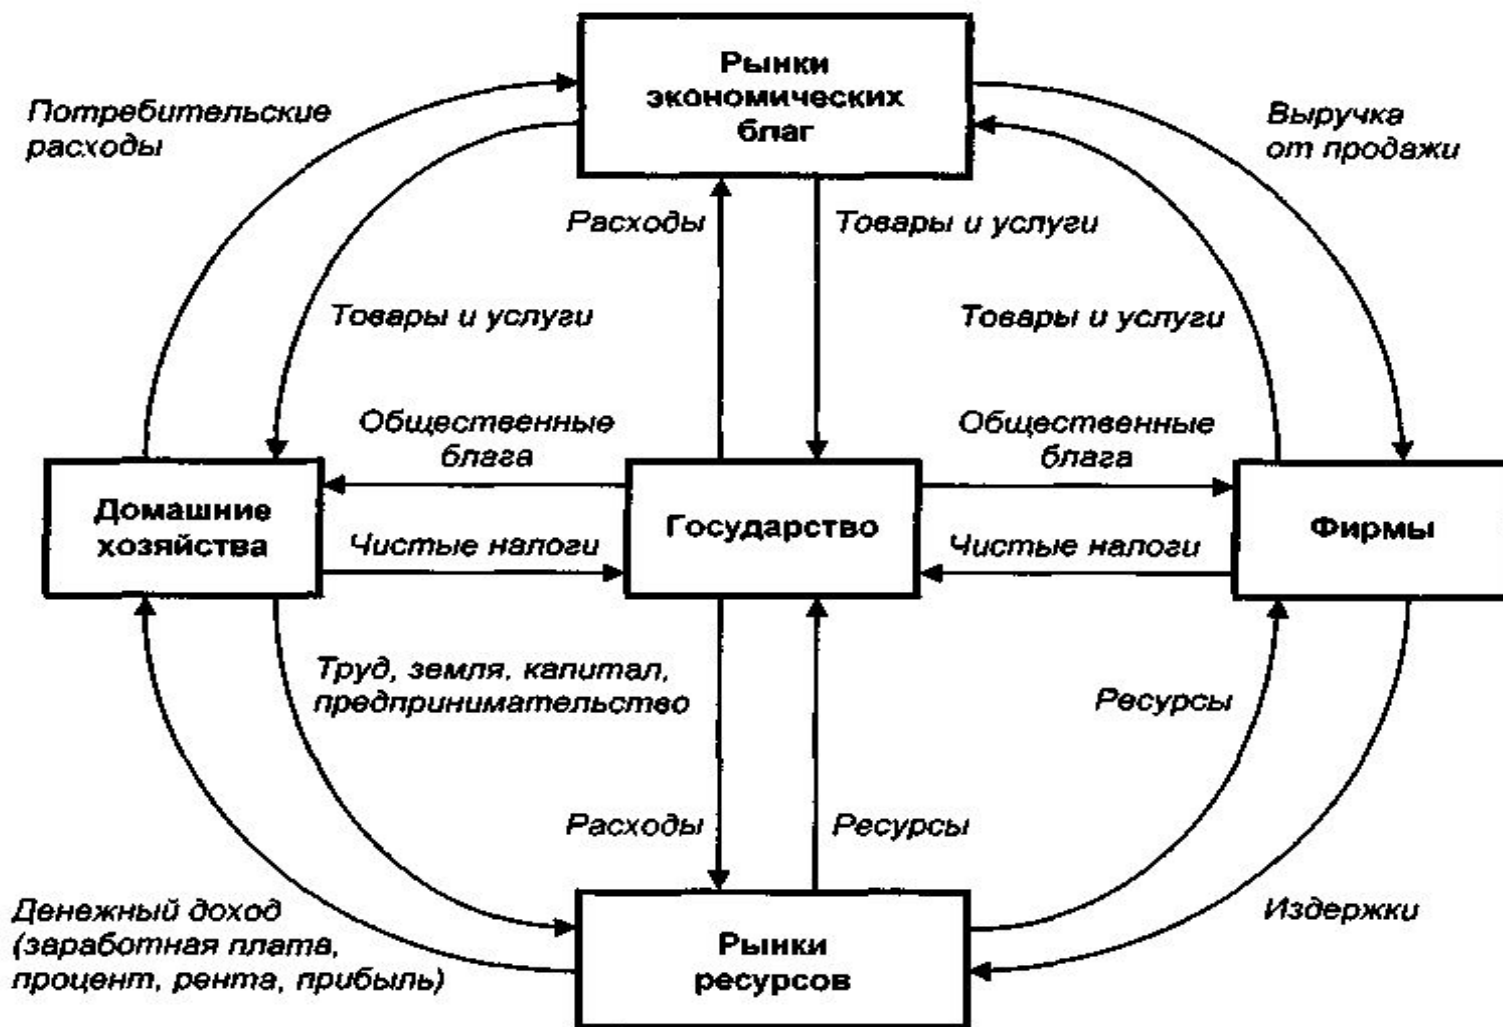 Рынки
экономических
благ
Потребительские
расходы
Выручка
от продажи
Расходы
Товары и услуги
Товары и услуги
Товары и услуги
Общественные
блага
Общественные
блага
Домашние
хозяйства
Государство
Фирмы
Чистые налоги
Чистые налоги
Труд, земля, капитал,
предпринимательство
Ресурсы
Расходы
Ресурсы
Денежный доход
(заработная плата,
процент, рента, прибыль)
Издержки
Рынки
ресурсов